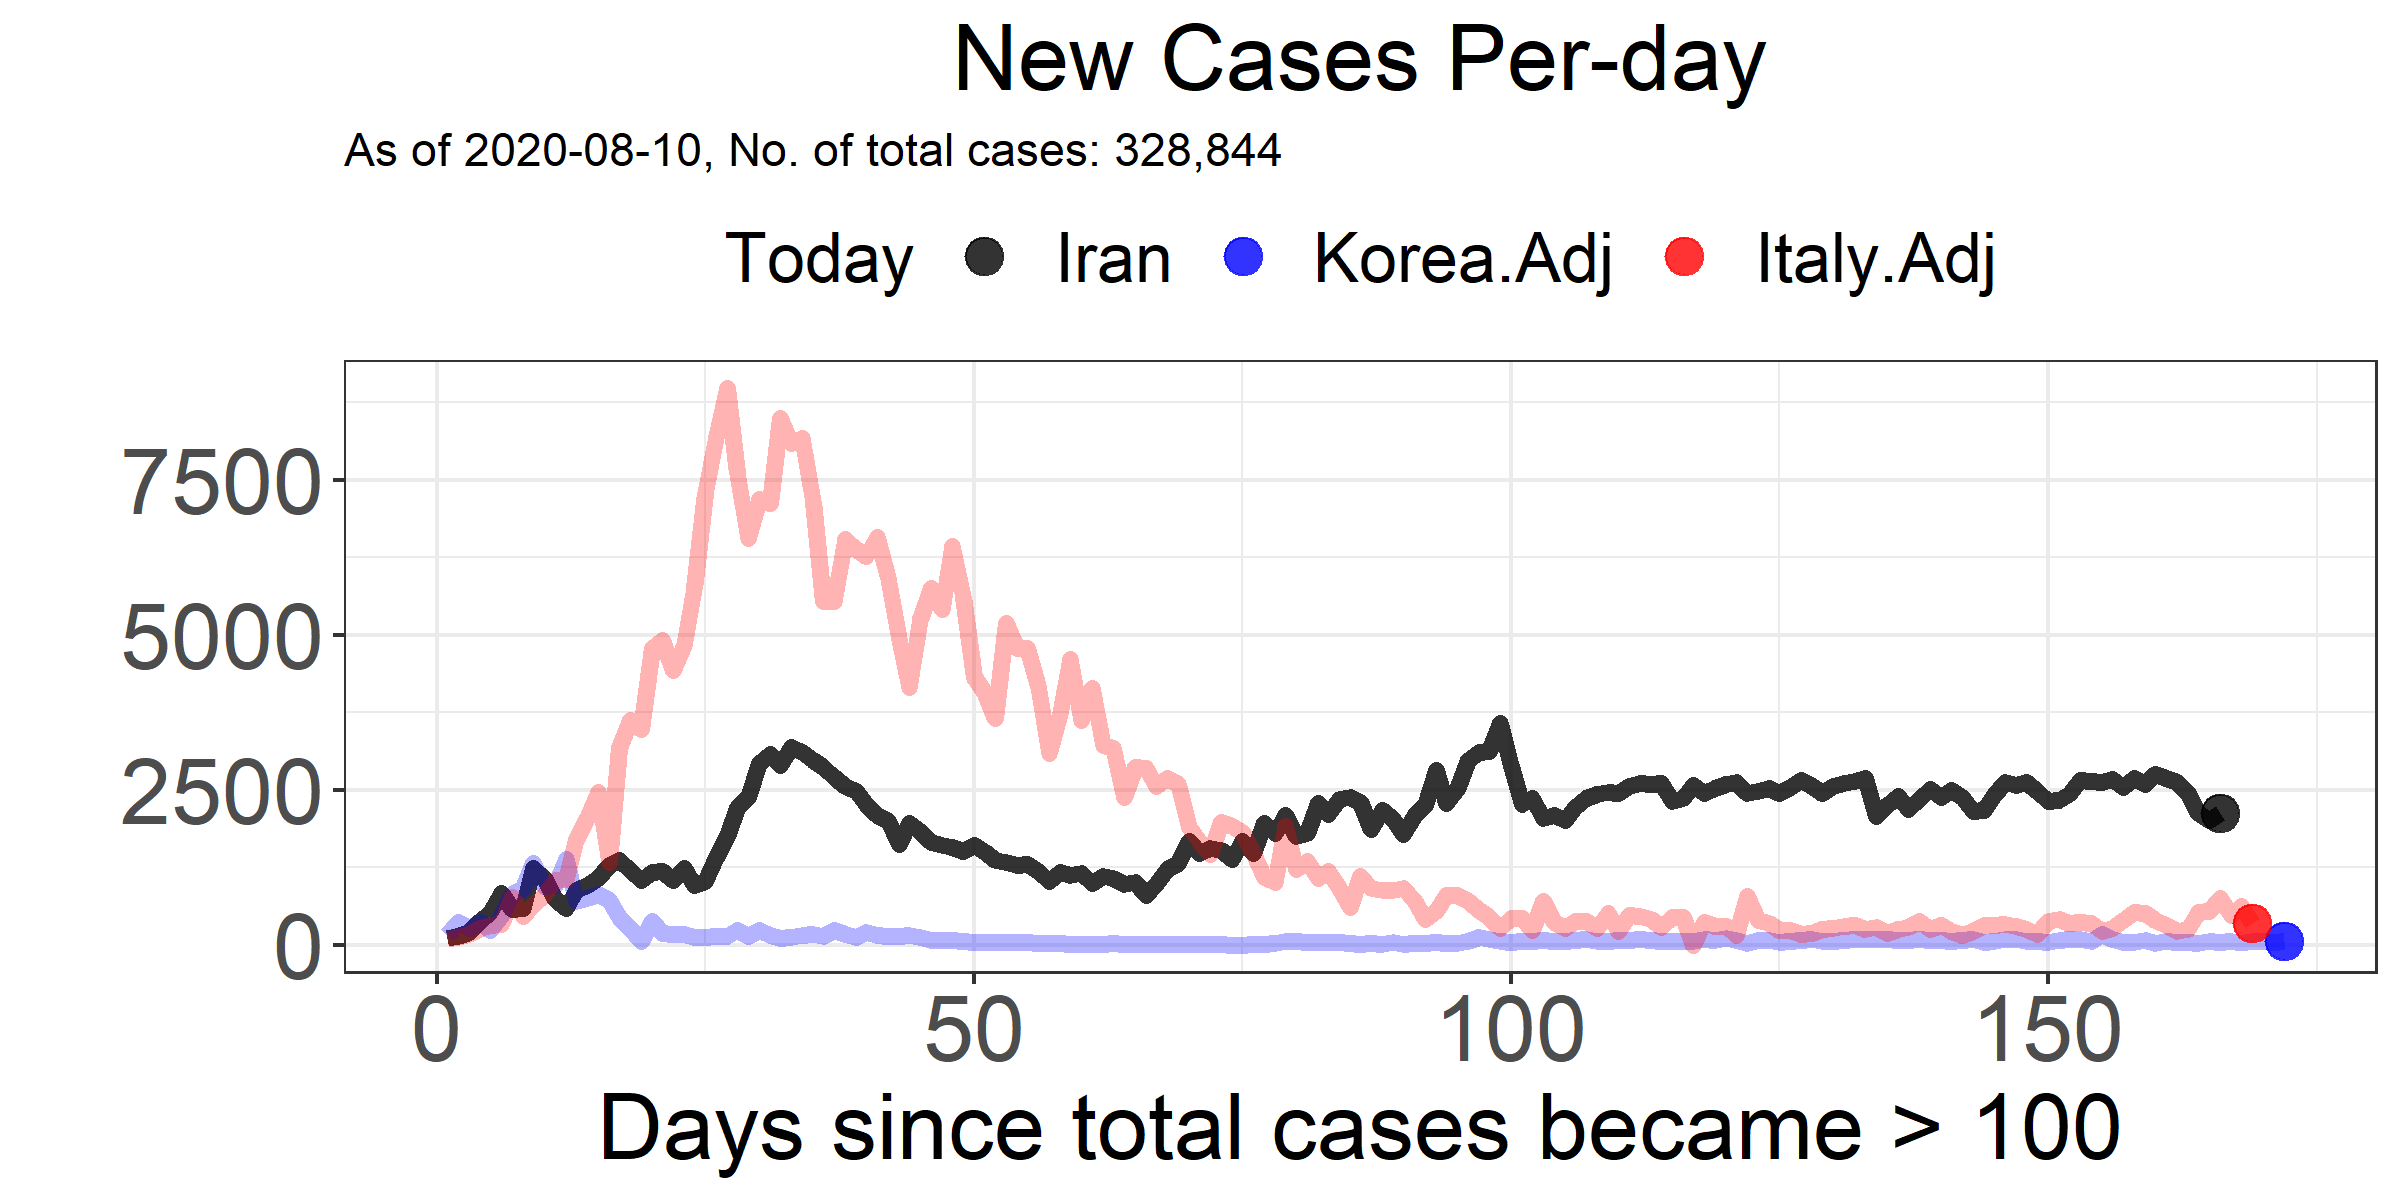 New Cases Per-day
As of 2020-08-10, No. of total cases: 328,844
Today Iran Korea.Adj Italy.Adj
7500
5000
2500
0
0 50 100 150
Days since total cases became > 100